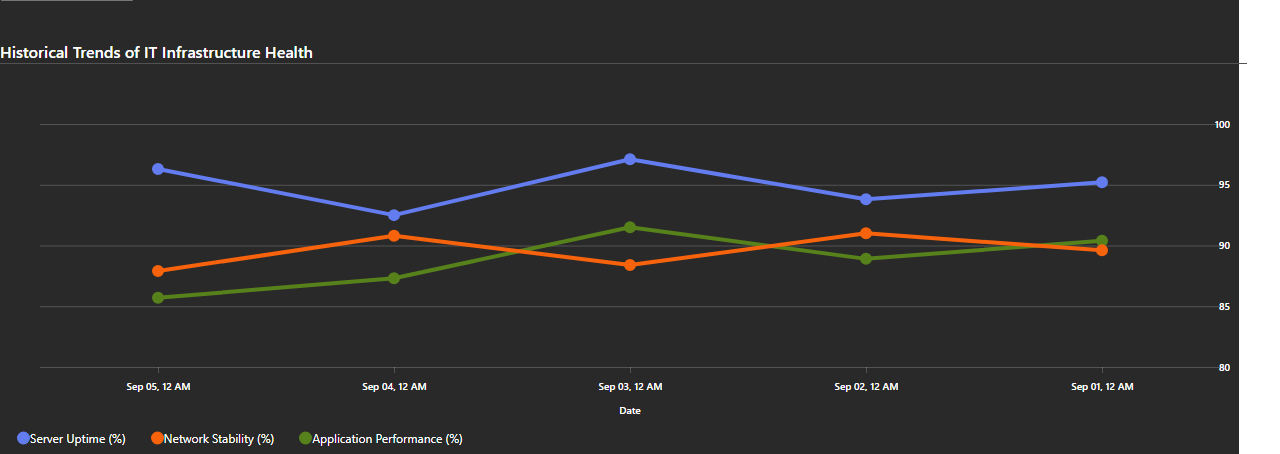 Historical Trends of IT Infrastructure Health
100
95
90
85
80
Sep 05, 12 AM Sep 04, 12 AM Sep 03, 12 AM Sep 02, 12 AM Sep 01, 12 AM
Date
Server Uptime (%) Network Stability (%) Application Performance (%)